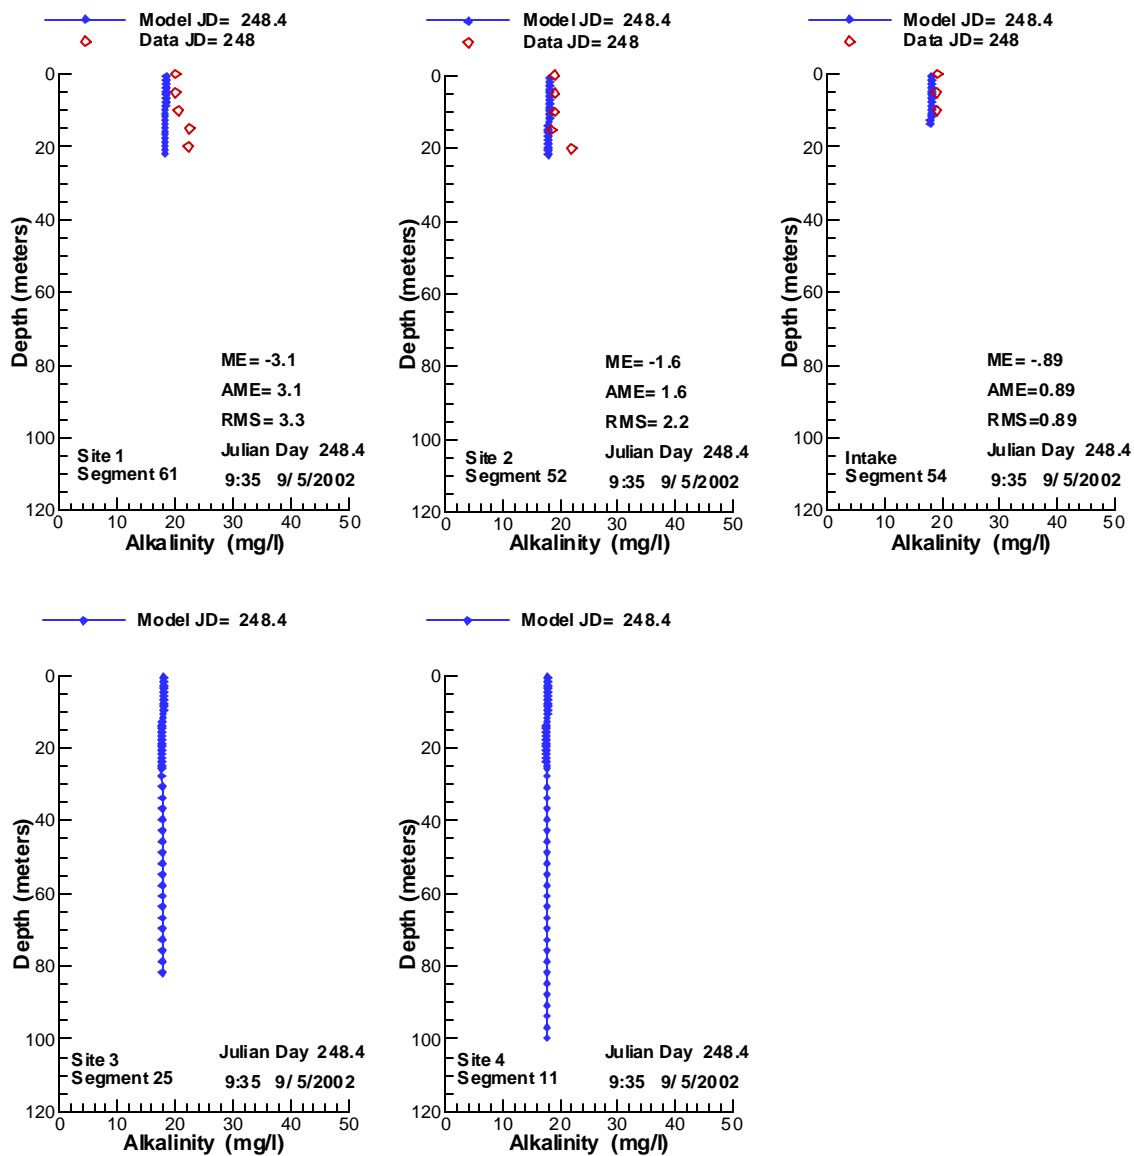 Model JD= 248.4
Data JD= 248
0
20
40
60
80
100
120
Depth (meters)
ME= -3.1
AME= 3.1
RMS= 3.3
Julian Day 248.4
9:35 9/ 5/2002
Site 1
Segment 61
0 10 20 30 40 50
Alkalinity (mg/l)
Model JD= 248.4
Data JD= 248
0
20
40
60
80
100
120
Depth (meters)
ME= -1.6
AME= 1.6
RMS= 2.2
Julian Day 248.4
9:35 9/ 5/2002
Site 2
Segment 52
0 10 20 30 40 50
Alkalinity (mg/l)
Model JD= 248.4
Data JD= 248
0
20
40
60
80
100
120
Depth (meters)
ME= -.89
AME= 0.89
RMS= 0.89
Julian Day 248.4
9:35 9/ 5/2002
Intake
Segment 54
0 10 20 30 40 50
Alkalinity (mg/l)
Model JD= 248.4
0
20
40
60
80
100
120
Depth (meters)
Julian Day 248.4
9:35 9/ 5/2002
Site 3
Segment 25
0 10 20 30 40 50
Alkalinity (mg/l)
Model JD= 248.4
0
20
40
60
80
100
120
Depth (meters)
Julian Day 248.4
9:35 9/ 5/2002
Site 4
Segment 11
0 10 20 30 40 50
Alkalinity (mg/l)